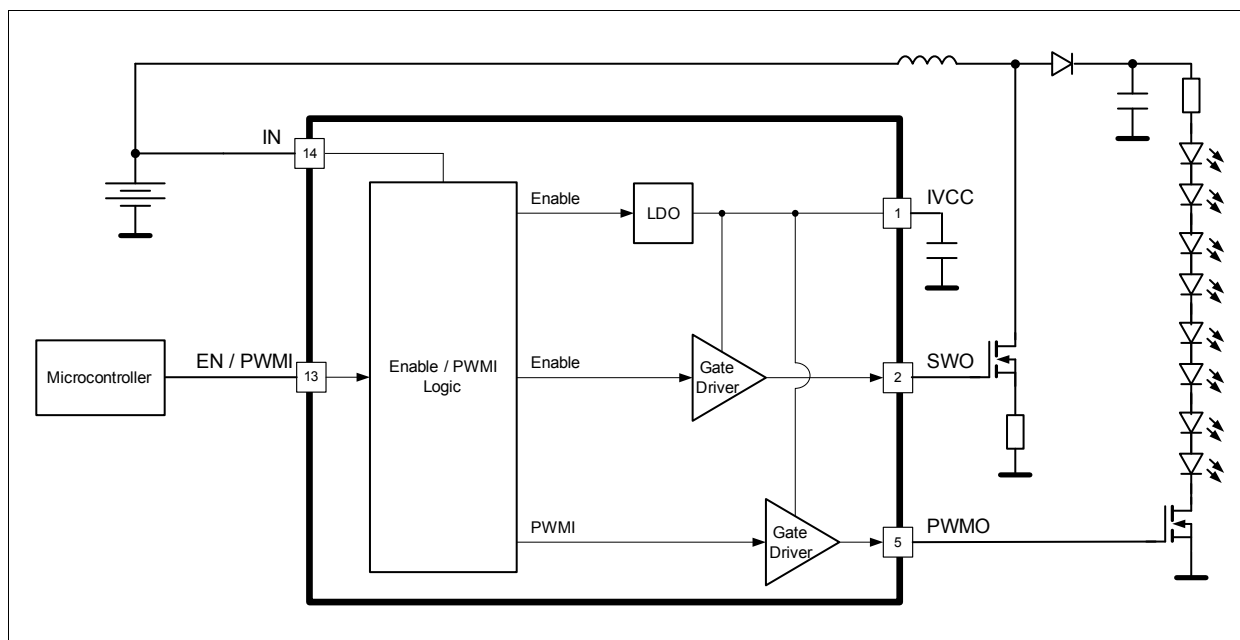 IN
14
Enable
LDO
1
IVCC
Microcontroller
EN / PWMI
13
Enable / PWMI
Logic
Enable
Gate
Driver
2
SWO
PWMI
Gate
Driver
5
PWMO